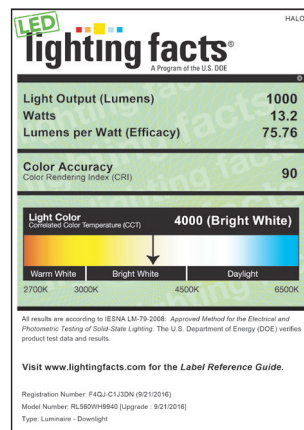 LED
HALO
lighting facts®
A Program of the U.S. DOE
Light Output (Lumens) 1000
Watts 13.2
Lumens per Watt (Efficacy) 75.76
Color Accuracy
Color Rendering Index (CRI) 90
Light Color
Correlated Color Temperature (CCT) 4000 (Bright White)
Warm White Bright White Daylight
2700K 3000K 4500K 6500K
All results are according to IESNA LM-79-2008: Approved Method for the Electrical and
Photometric Testing of Solid-State Lighting. The U.S. Department of Energy (DOE) verifies
product test data and results.
Visit www.lightingfacts.com for the Label Reference Guide.
Registration Number: F4QJ-C1J3DN (9/21/2016)
Model Number: RL560WH9940 [Upgrade : 9/21/2016]
Type: Luminaire - Downlight